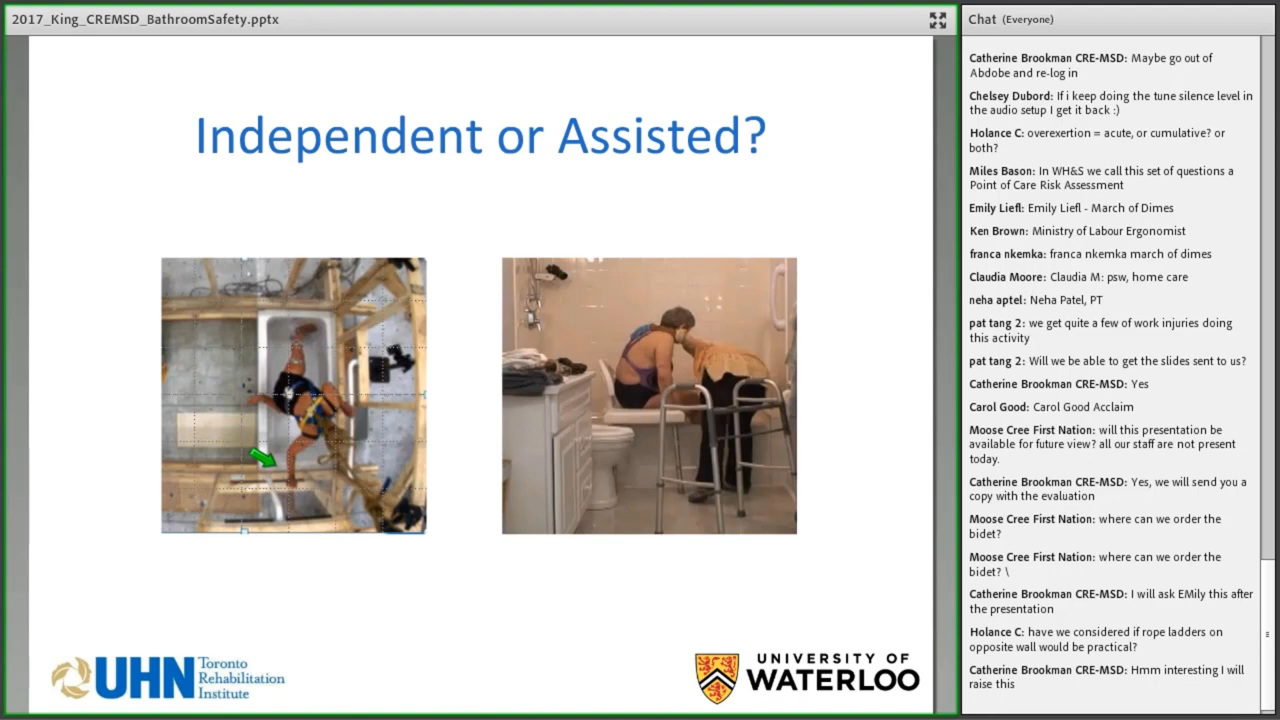 2017_King_CREMSD_BathroomSafety.pptx
Independent or Assisted?
UHN
Toronto
Rehabilitation
Institute
UNIVERSITY OF
WATERLOO
Chat (Everyone)
Catherine Brookman CRE-MSD: Maybe go out of
Abdobe and re-log in
Chelsey Dubord: If i keep doing the tune silence level in
the audio setup I get it back :)
Holance C: overexertion = acute, or cumulative? or
both?
Miles Bason: In WH&S we call this set of questions a
Point of Care Risk Assessment
Emily Liefl: Emily Liefl - March of Dimes
Ken Brown: Ministry of Labour Ergonomist
franca nkemka: franca nkemka march of dimes
Claudia Moore: Claudia M: psw, home care
neha aptel: Neha Patel, PT
pat tang 2: we get quite a few of work injuries doing
this activity
pat tang 2: Will we be able to get the slides sent to us?
Catherine Brookman CRE-MSD: Yes
Carol Good: Carol Good Acclaim
Moose Cree First Nation: will this presentation be
available for future view? all our staff are not present
today.
Catherine Brookman CRE-MSD: Yes, we will send you a
copy with the evaluation
Moose Cree First Nation: where can we order the
bidet?
Moose Cree First Nation: where can we order the
bidet? \
Catherine Brookman CRE-MSD: I will ask EMily this after
the presentation
Holance C: have we considered if rope ladders on
opposite wall would be practical?
Catherine Brookman CRE-MSD: Hmm interesting I will
raise this